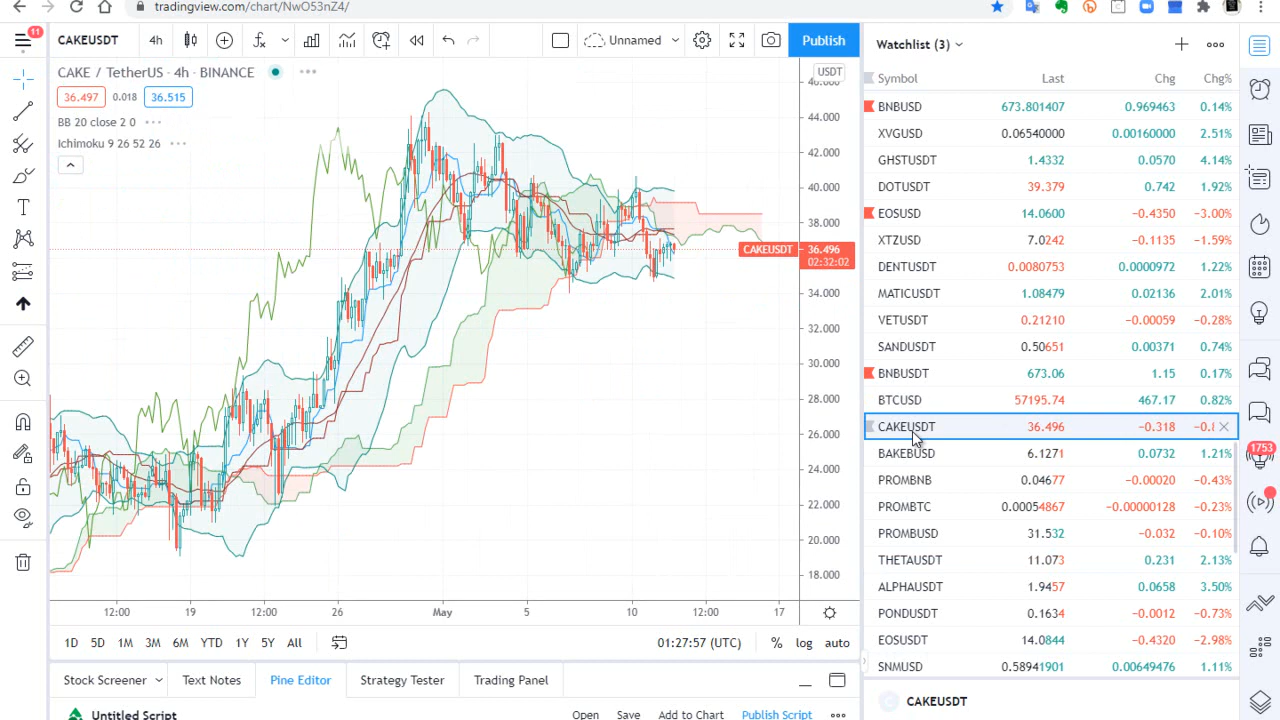 tradingview.com/chart/NwO53nZ4/
11
CAKEUSDT 4h Unnamed Publish
CAKE / TetherUS · 4h · BINANCE
36.497 0.018 36.515
BB 20 close 2 0
Ichimoku 9 26 52 26
USDT
46.000
44.000
42.000
40.000
38.000
CAKEUSDT 36.496
02:32:02
34.000
32.000
30.000
28.000
26.000
24.000
22.000
20.000
18.000
12:00 19 12:00 26 May 5 10 12:00 17
1D 5D 1M 3M 6M YTD 1Y 5Y All 01:27:57 (UTC) % log auto
Stock Screener Text Notes Pine Editor Strategy Tester Trading Panel
Untitled Script Open Save Add to Chart Publish Script
Watchlist (3)
Symbol Last Chg Chg%
BNBUSD 673.801407 0.969463 0.14%
XVGUSD 0.06540000 0.00160000 2.51%
GHSTUSDT 1.4332 0.0570 4.14%
DOTUSDT 39.379 0.742 1.92%
EOSUSD 14.0600 −0.4350 −3.00%
XTZUSD 7.0242 −0.1135 −1.59%
DENTUSDT 0.0080753 0.0000972 1.22%
MATICUSDT 1.08479 0.02136 2.01%
VETUSDT 0.21210 −0.00059 −0.28%
SANDUSDT 0.50651 0.00371 0.74%
BNBUSDT 673.06 1.15 0.17%
BTCUSD 57195.74 467.17 0.82%
CAKEUSDT 36.496 −0.318
BAKEBUSD 6.1271 0.0732 1.21%
PROMBNB 0.04677 −0.00020 −0.43%
PROMBTC 0.00054867 −0.00000128 −0.23%
PROMBUSD 31.532 −0.032 −0.10%
THETAUSDT 11.073 0.231 2.13%
ALPHAUSDT 1.9457 0.0658 3.50%
PONDUSDT 0.1634 −0.0012 −0.73%
EOSUSDT 14.0844 −0.4320 −2.98%
SNMUSD 0.58941901 0.00649476 1.11%
CAKEUSDT
1753